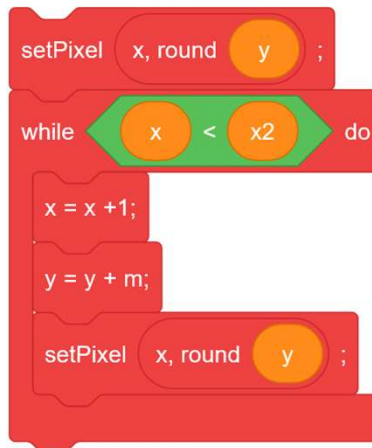 setPixel x, round y ;
while x < x2 do
x = x +1;
y = y + m;
setPixel x, round y ;